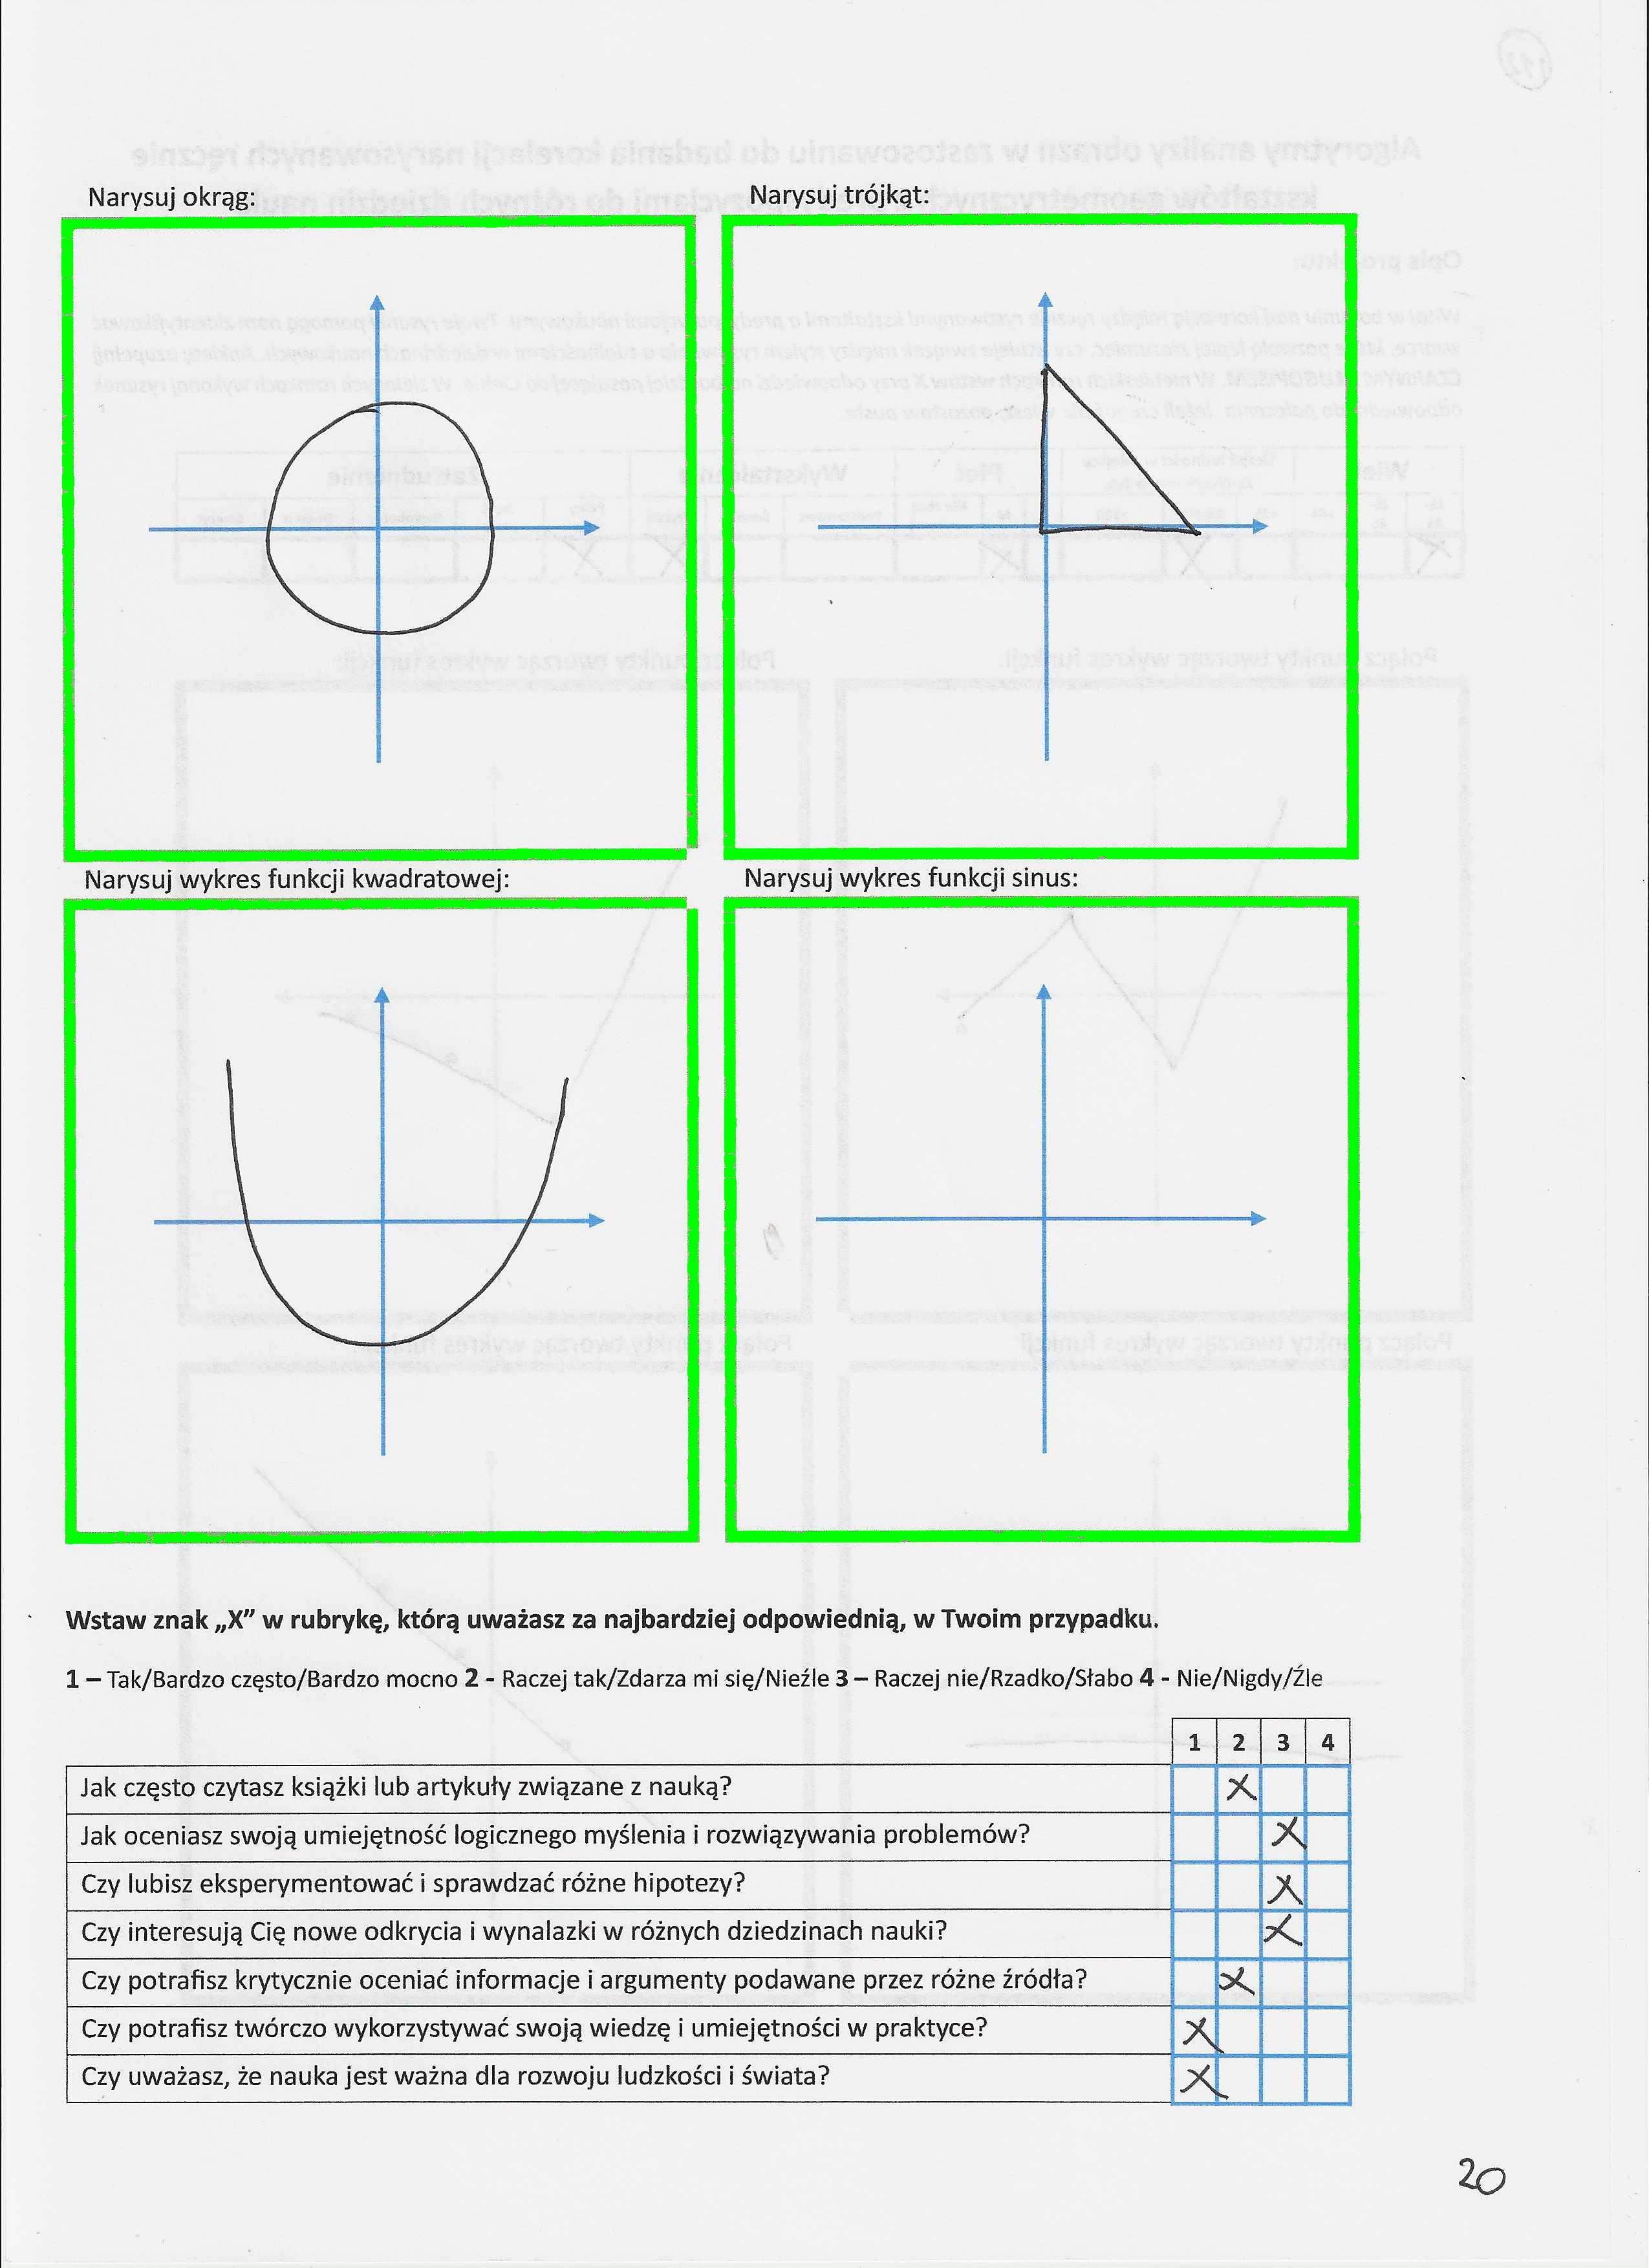 Narysuj okrąg:
Narysuj trójkąt:
Narysuj wykres funkcji kwadratowej:
Narysuj wykres funkcji sinus:
Wstaw znak „X” w rubrykę, którą uważasz za najbardziej odpowiednią, w Twoim przypadku.
1 – Tak/Bardzo często/Bardzo mocno 2 - Raczej tak/Zdarza mi się/Nieźle 3 – Raczej nie/Rzadko/Słabo 4 - Nie/Nigdy/Źle
1 2 3 4
Jak często czytasz książki lub artykuły związane z nauką? X
Jak oceniasz swoją umiejętność logicznego myślenia i rozwiązywania problemów? X
Czy lubisz eksperymentować i sprawdzać różne hipotezy? X
Czy interesują Cię nowe odkrycia i wynalazki w różnych dziedzinach nauki? X
Czy potrafisz krytycznie oceniać informacje i argumenty podawane przez różne źródła? X
Czy potrafisz twórczo wykorzystywać swoją wiedzę i umiejętności w praktyce? X
Czy uważasz, że nauka jest ważna dla rozwoju ludzkości i świata? X
20